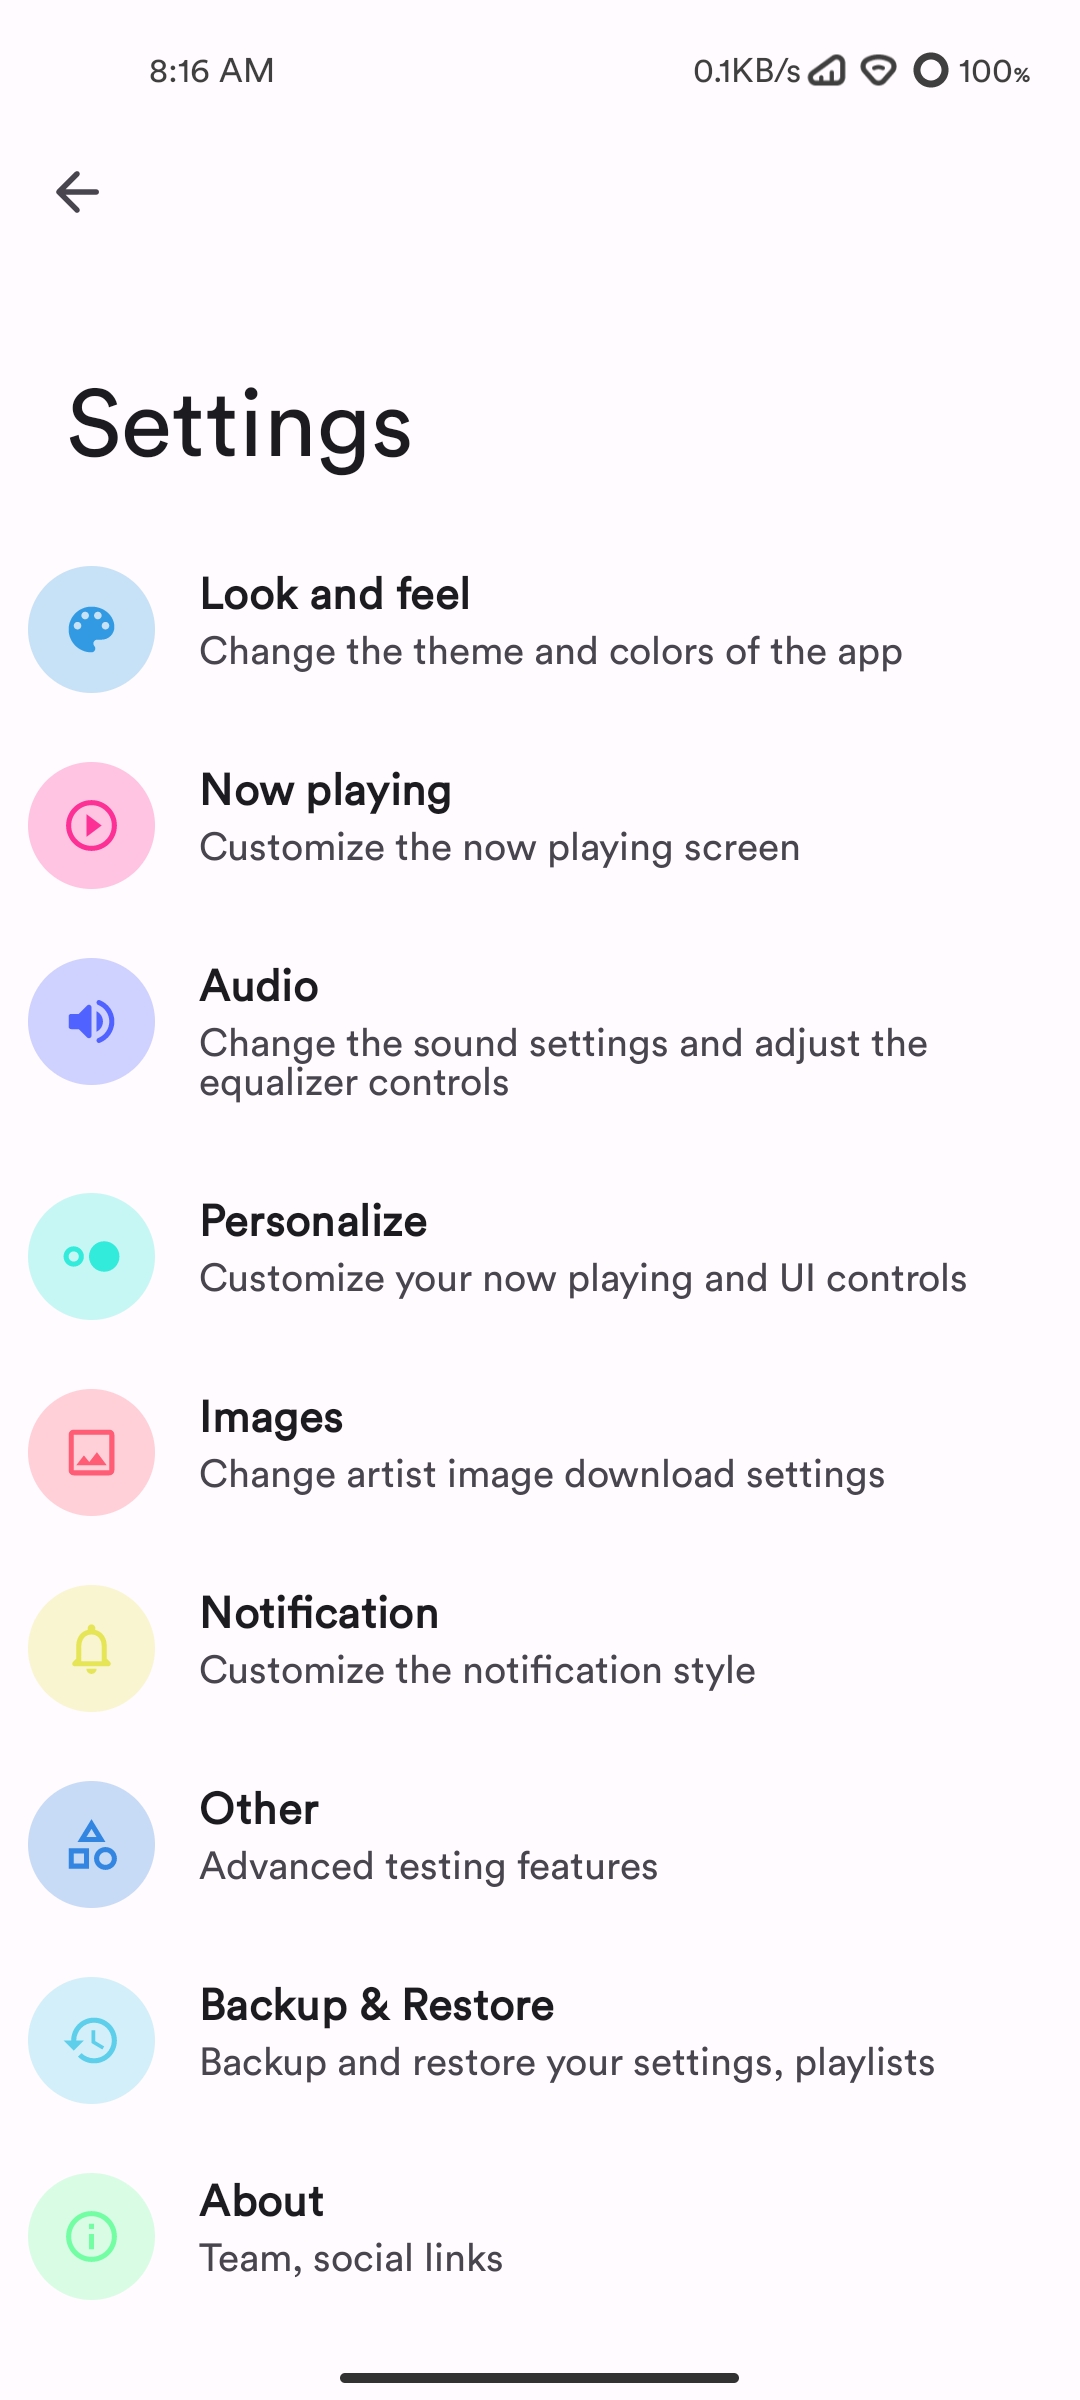 8:16 AM
0.1KB/s
100%
Settings
Look and feel
Change the theme and colors of the app
Now playing
Customize the now playing screen
Audio
Change the sound settings and adjust the
equalizer controls
Personalize
Customize your now playing and UI controls
Images
Change artist image download settings
Notification
Customize the notification style
Other
Advanced testing features
Backup & Restore
Backup and restore your settings, playlists
About
Team, social links